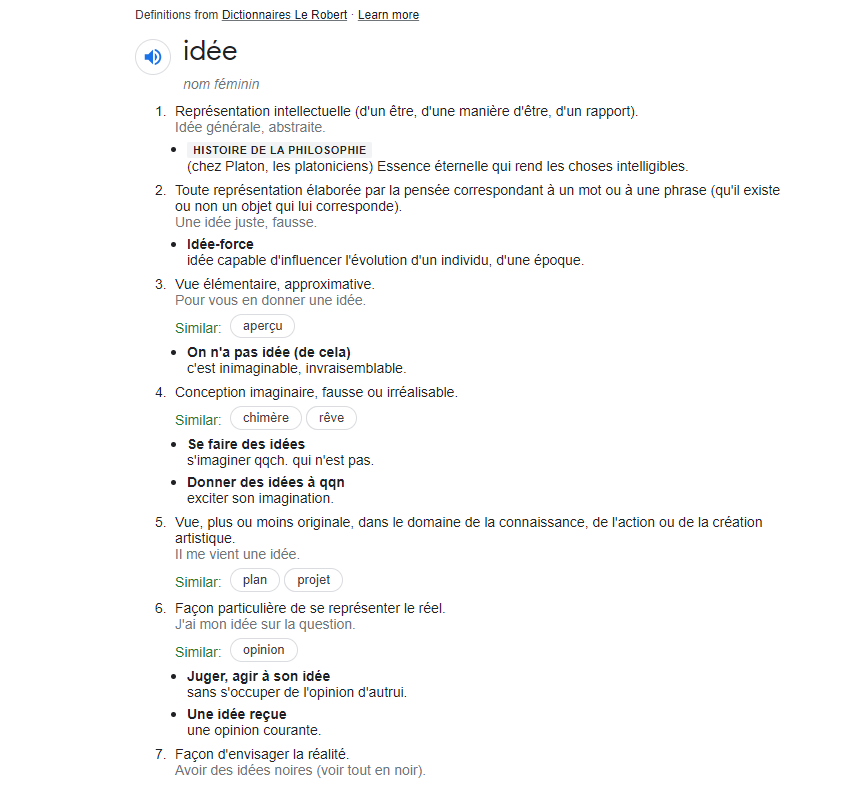 Definitions from Dictionnaires Le Robert · Learn more
idée
nom féminin
1. Représentation intellectuelle (d'un être, d'une manière d'être, d'un rapport).
Idée générale, abstraite.
• HISTOIRE DE LA PHILOSOPHIE
(chez Platon, les platoniciens) Essence éternelle qui rend les choses intelligibles.
2. Toute représentation élaborée par la pensée correspondant à un mot ou à une phrase (qu'il existe
ou non un objet qui lui corresponde).
Une idée juste, fausse.
• Idée-force
idée capable d'influencer l'évolution d'un individu, d'une époque.
3. Vue élémentaire, approximative.
Pour vous en donner une idée.
Similar: aperçu
• On n'a pas idée (de cela)
c'est inimaginable, invraisemblable.
4. Conception imaginaire, fausse ou irréalisable.
Similar: chimère rêve
• Se faire des idées
s'imaginer qqch. qui n'est pas.
• Donner des idées à qqn
exciter son imagination.
5. Vue, plus ou moins originale, dans le domaine de la connaissance, de l'action ou de la création
artistique.
Il me vient une idée.
Similar: plan projet
6. Façon particulière de se représenter le réel.
J'ai mon idée sur la question.
Similar: opinion
• Juger, agir à son idée
sans s'occuper de l'opinion d'autrui.
• Une idée reçue
une opinion courante.
7. Façon d'envisager la réalité.
Avoir des idées noires (voir tout en noir).